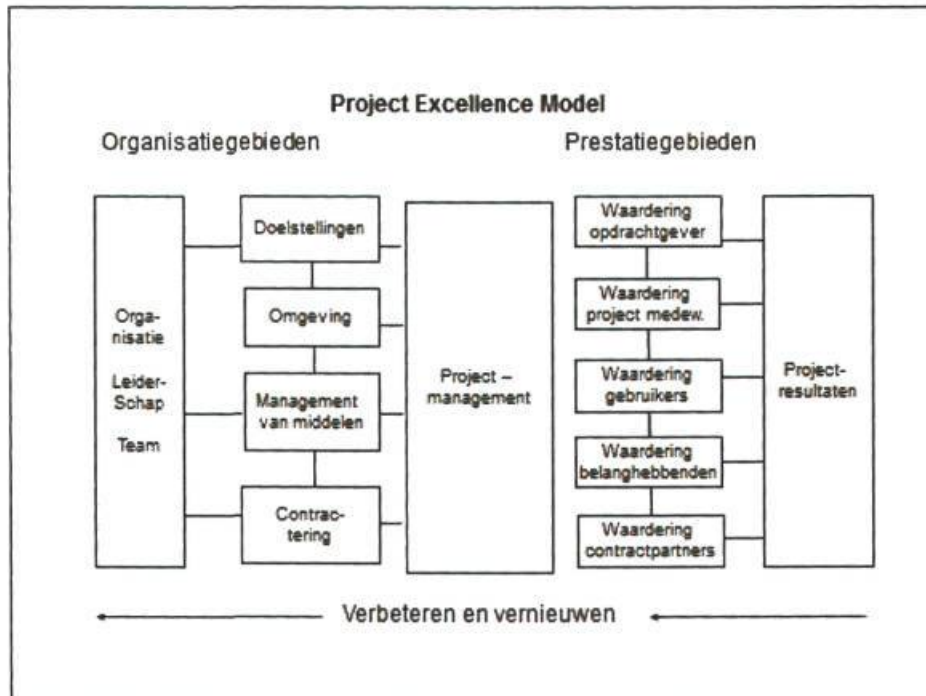 Project Excellence Model
Organisatiegebieden
Prestatiegebieden
Orga-
nisatie
Leider-
Schap
Team
Doelstellingen
Omgeving
Management
van middelen
Contrac-
tering
Project –
management
Waardering
opdrachtgever
Waardering
project medew.
Waardering
gebruikers
Waardering
belanghebbenden
Waardering
contractpartners
Project-
resultaten
Verbeteren en vernieuwen